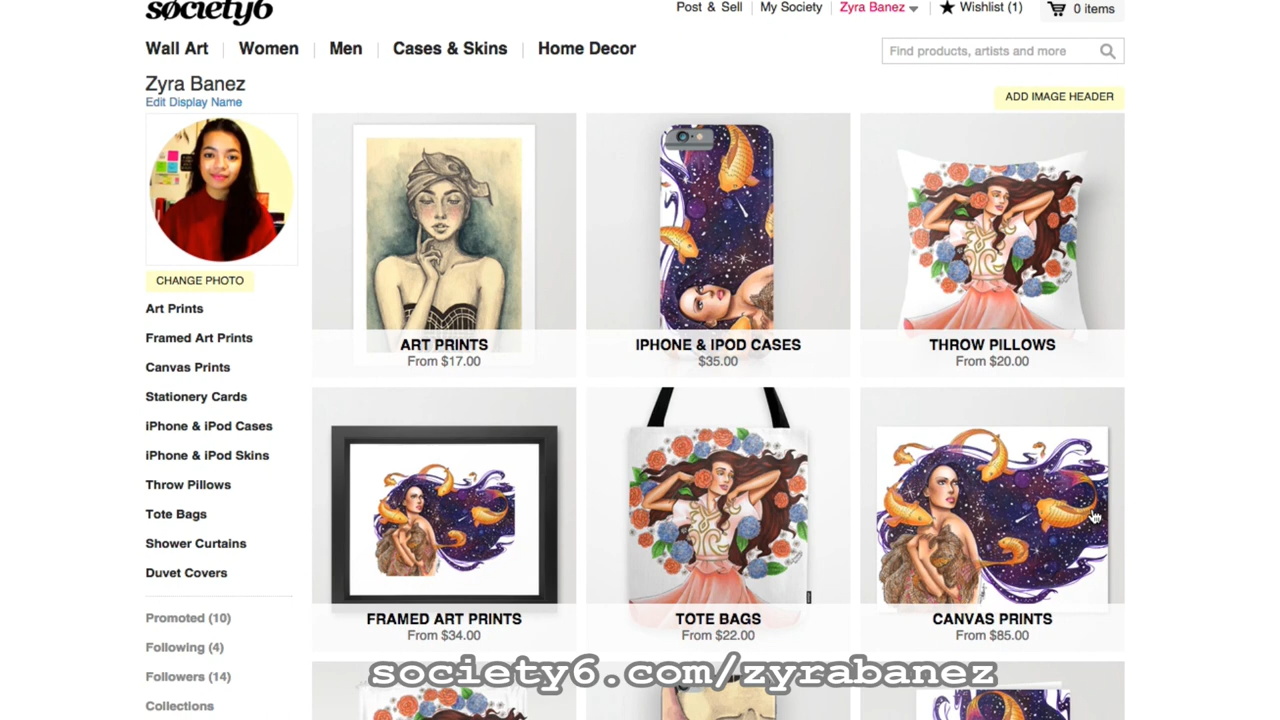 society6
Post & Sell My Society Zyra Banez Wishlist (1) 0 items
Wall Art Women Men Cases & Skins Home Decor
Find products, artists and more
Zyra Banez
Edit Display Name
ADD IMAGE HEADER
CHANGE PHOTO
Art Prints
Framed Art Prints
Canvas Prints
Stationery Cards
iPhone & iPod Cases
iPhone & iPod Skins
Throw Pillows
Tote Bags
Shower Curtains
Duvet Covers
Promoted (10)
Following (4)
Followers (14)
Collections
ART PRINTS
From $17.00
IPHONE & IPOD CASES
$35.00
THROW PILLOWS
From $20.00
FRAMED ART PRINTS
From $34.00
TOTE BAGS
From $22.00
CANVAS PRINTS
From $85.00
society6.com/zyrabanez